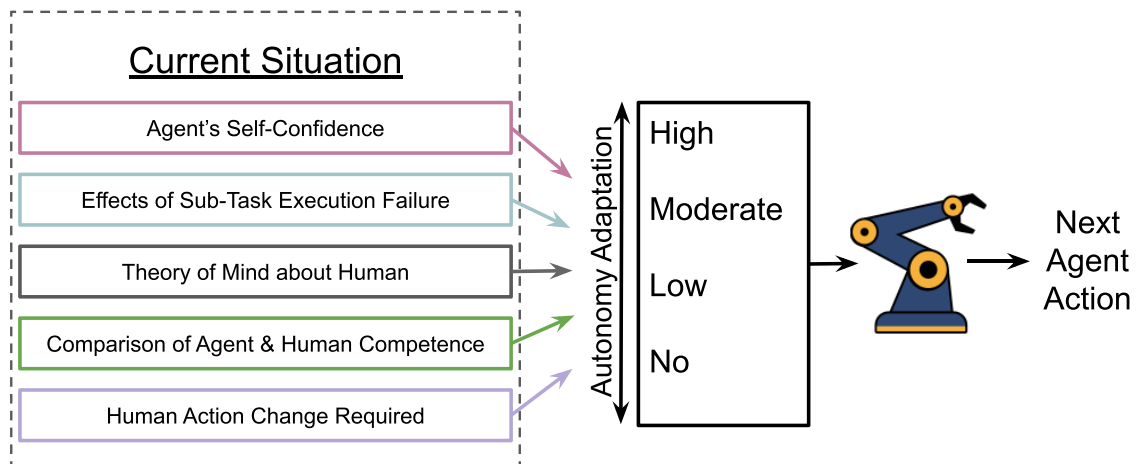 Current Situation
Agent's Self-Confidence
Effects of Sub-Task Execution Failure
Theory of Mind about Human
Comparison of Agent & Human Competence
Human Action Change Required
Autonomy Adaptation
High
Moderate
Low
No
Next
Agent
Action